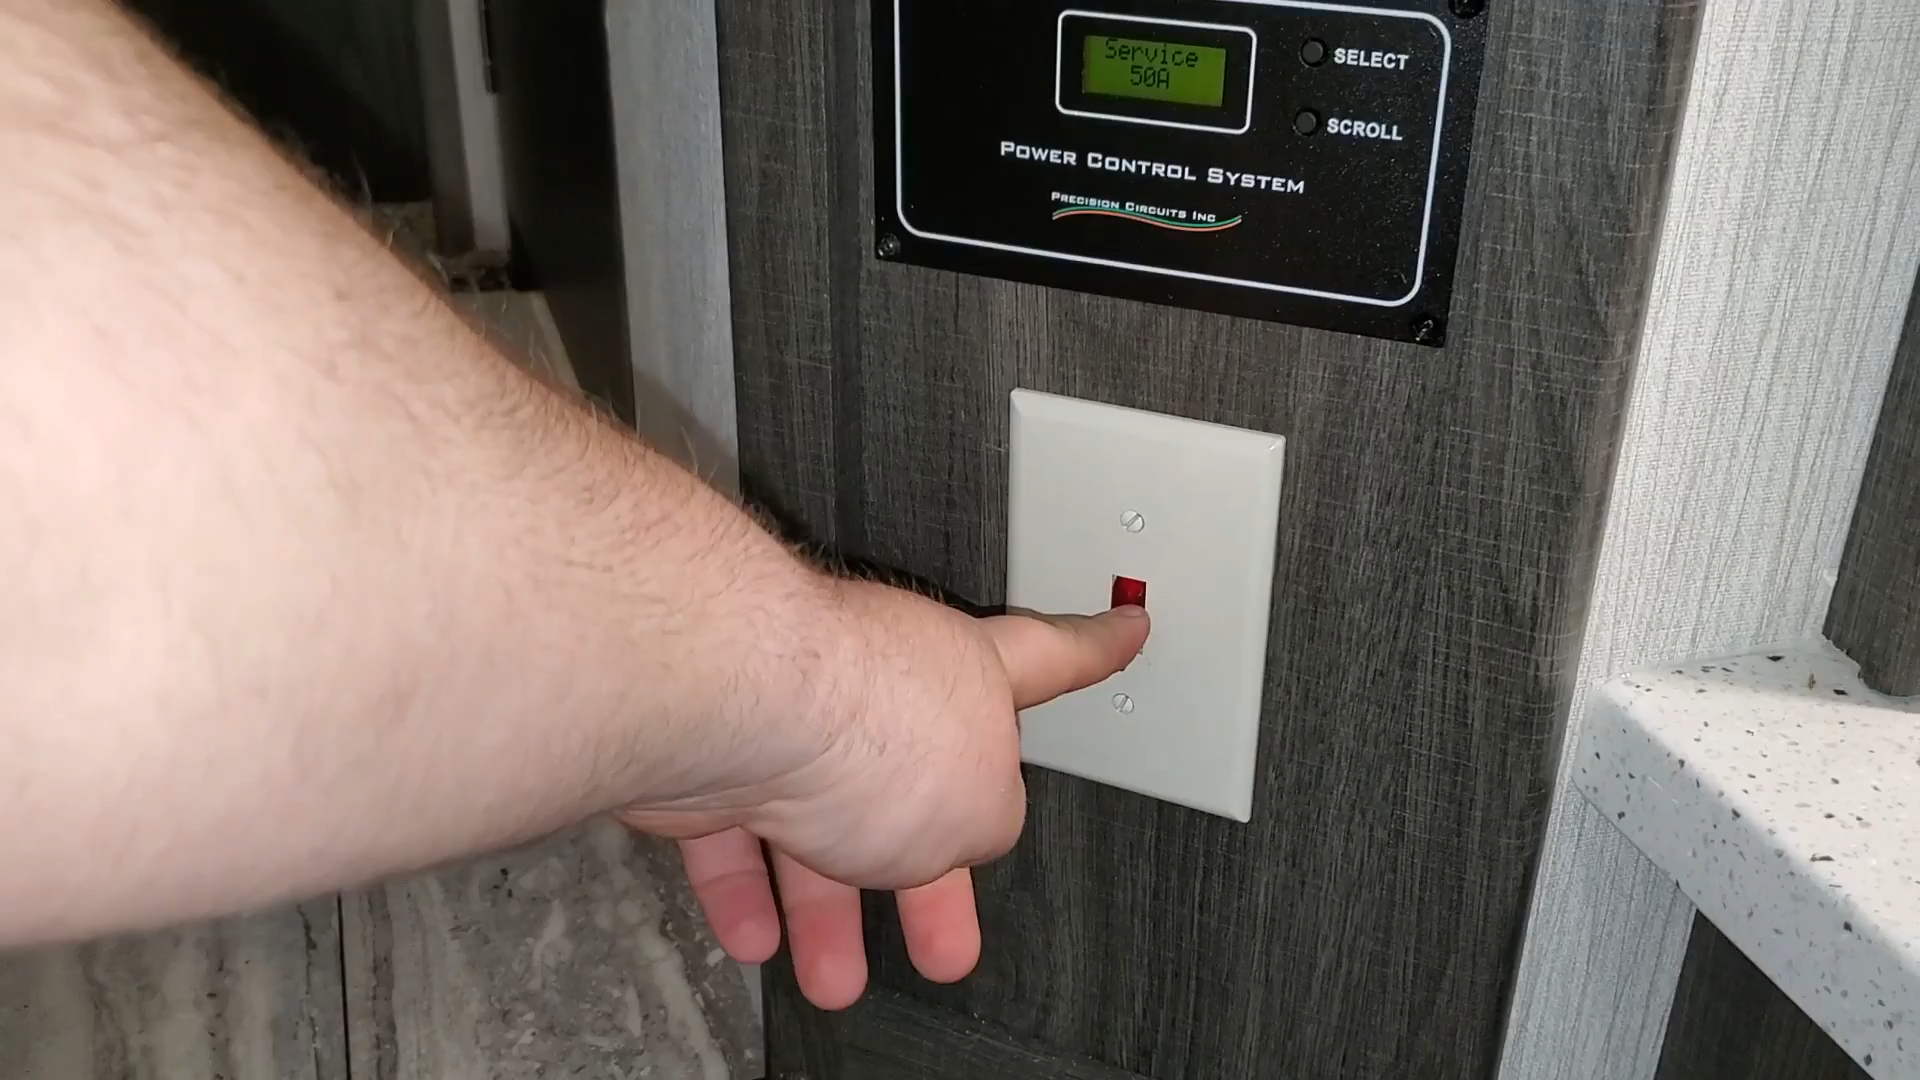 Service
50A
SELECT
SCROLL
POWER CONTROL SYSTEM
PRECISION CIRCUITS INC